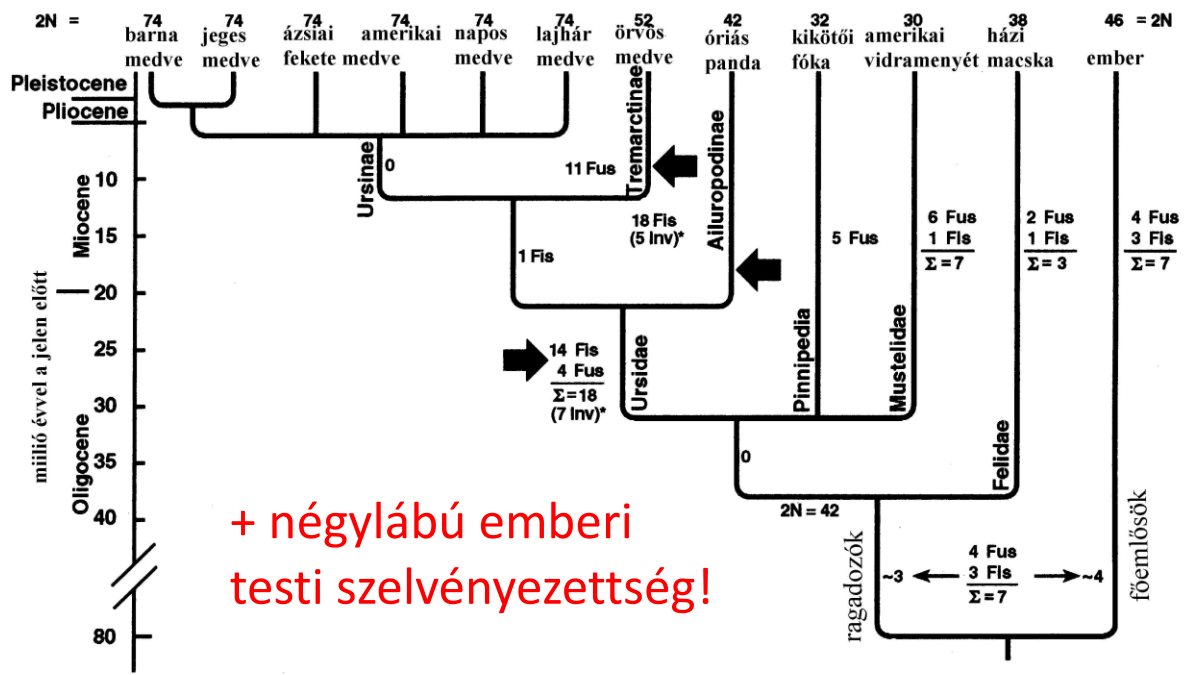 2N = 74 74 74 74 74 74 52 42 32 30 38 46 = 2N
barna medve
jeges medve
ázsiai fekete medve
amerikai
napos medve
lajhár medve
örvös medve
óriás panda
kikötői fóka
amerikai vidramenyét
házi macska
ember
Pleistocene
Pliocene
Miocene
Oligocene
millió évvel a jelen előtt
10
15
20
25
30
35
40
80
Ursinae
0
11 Fus
Tremarctinae
18 Fis
(5 Inv)*
Ailuropodinae
1 Fis
14 Fis
4 Fus
Σ=18
(7 Inv)*
Ursidae
5 Fus
Pinnipedia
6 Fus
1 Fis
Σ=7
Mustelidae
2 Fus
1 Fis
Σ=3
Felidae
4 Fus
3 Fis
Σ=7
0
2N = 42
ragadozók
~3
4 Fus
3 Fis
Σ=7
~4
főemlősök
+ négylábú emberi
testi szelvényezettség!